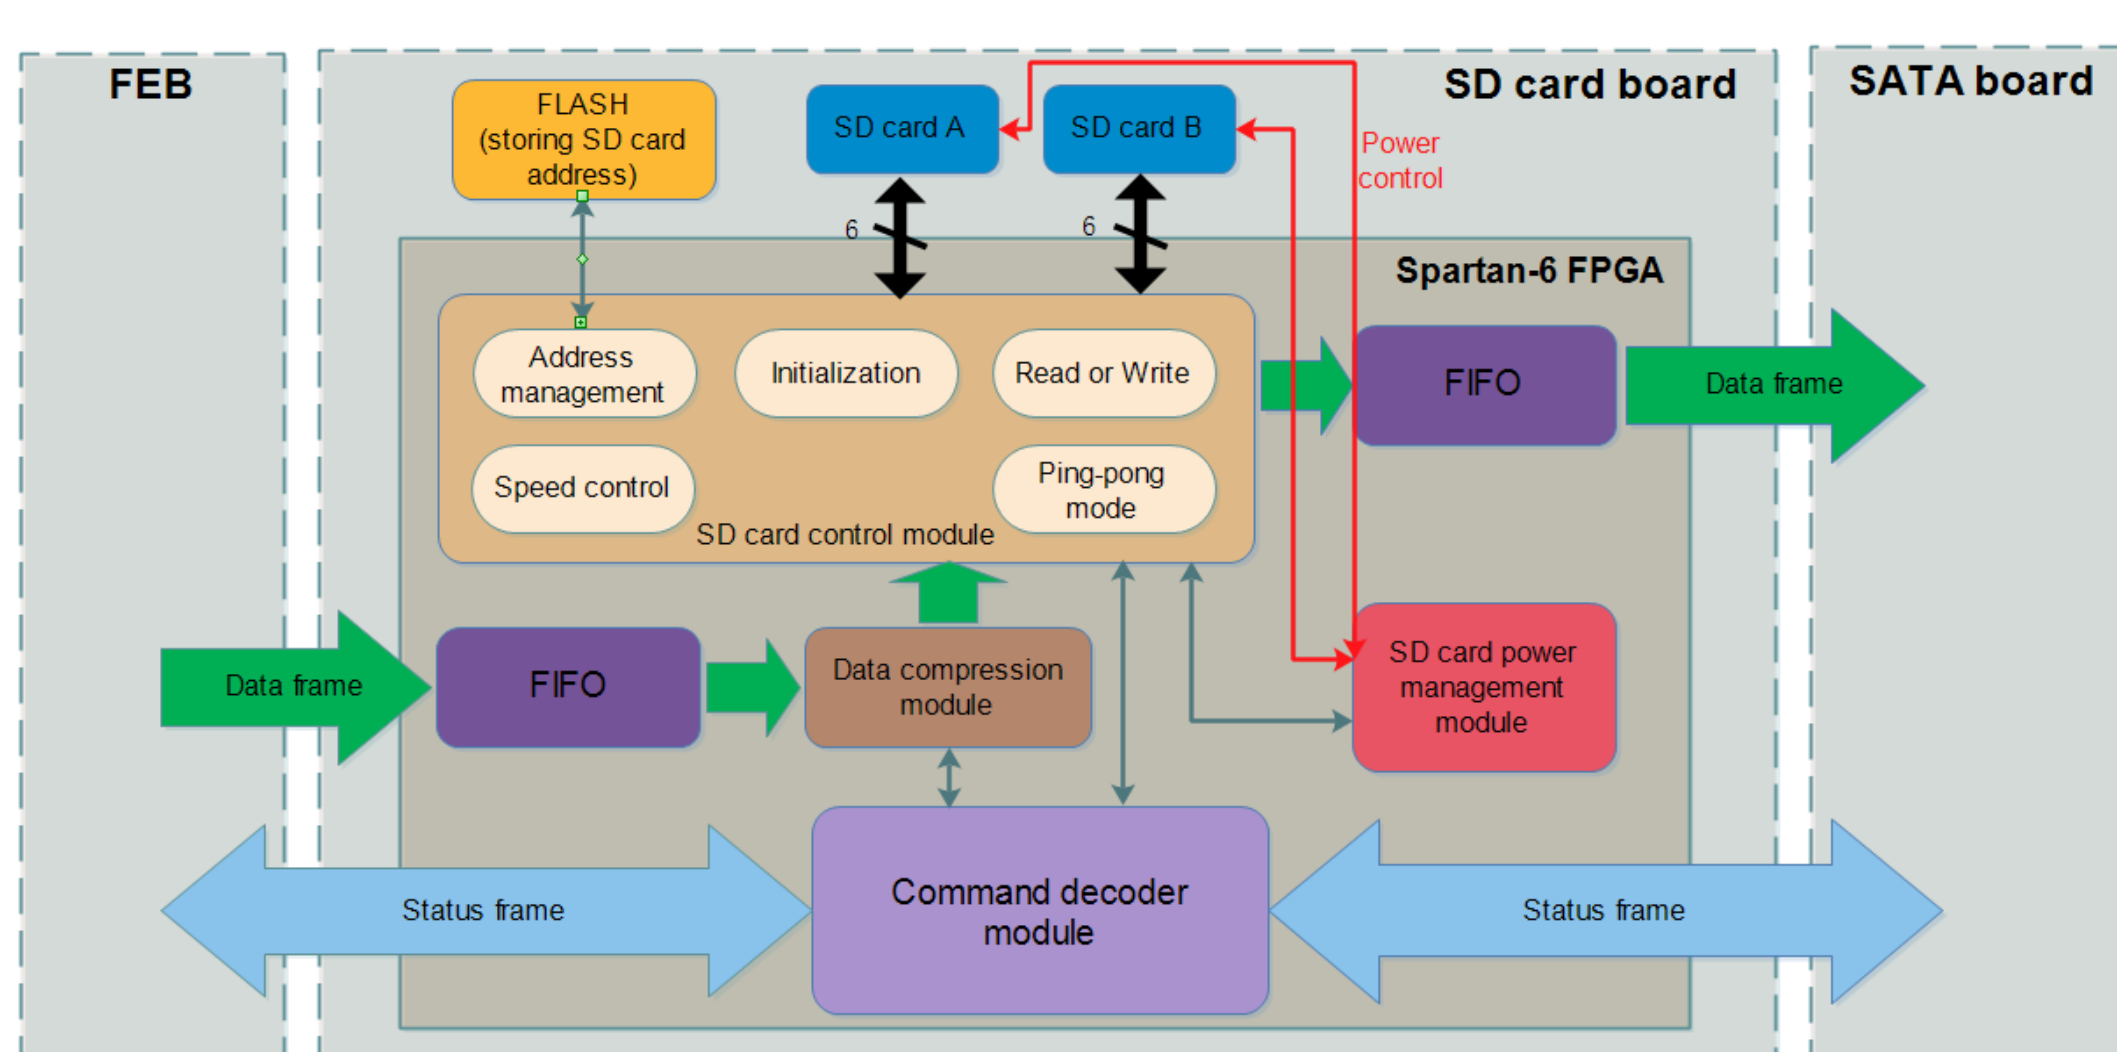 FEB
SD card board
SATA board
FLASH
(storing SD card
address)
SD card A
SD card B
Power
control
6
6
Spartan-6 FPGA
Address
management
Initialization
Read or Write
FIFO
Data frame
Speed control
Ping-pong
mode
SD card control module
Data frame
FIFO
Data compression
module
SD card power
management
module
Status frame
Command decoder
module
Status frame